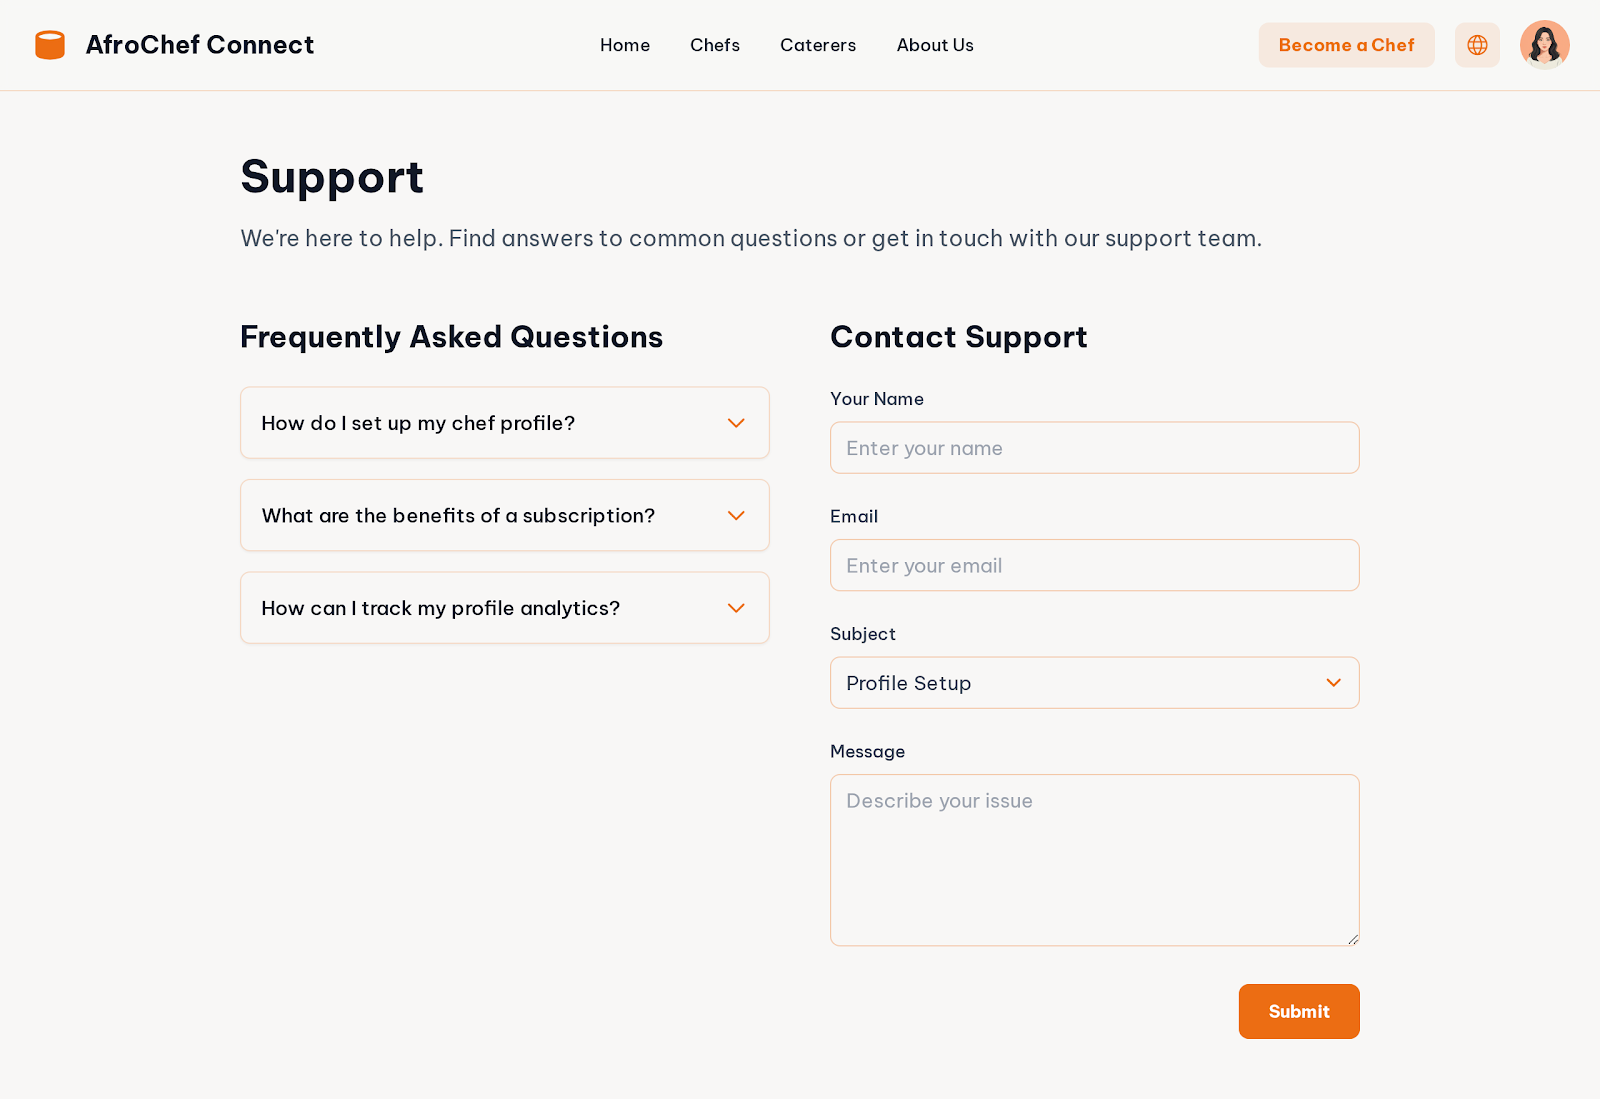 AfroChef Connect
Home
Chefs
Caterers
About Us
Become a Chef
Support
We're here to help. Find answers to common questions or get in touch with our support team.
Frequently Asked Questions
How do I set up my chef profile?
What are the benefits of a subscription?
How can I track my profile analytics?
Contact Support
Your Name
Enter your name
Email
Enter your email
Subject
Profile Setup
Message
Describe your issue
Submit